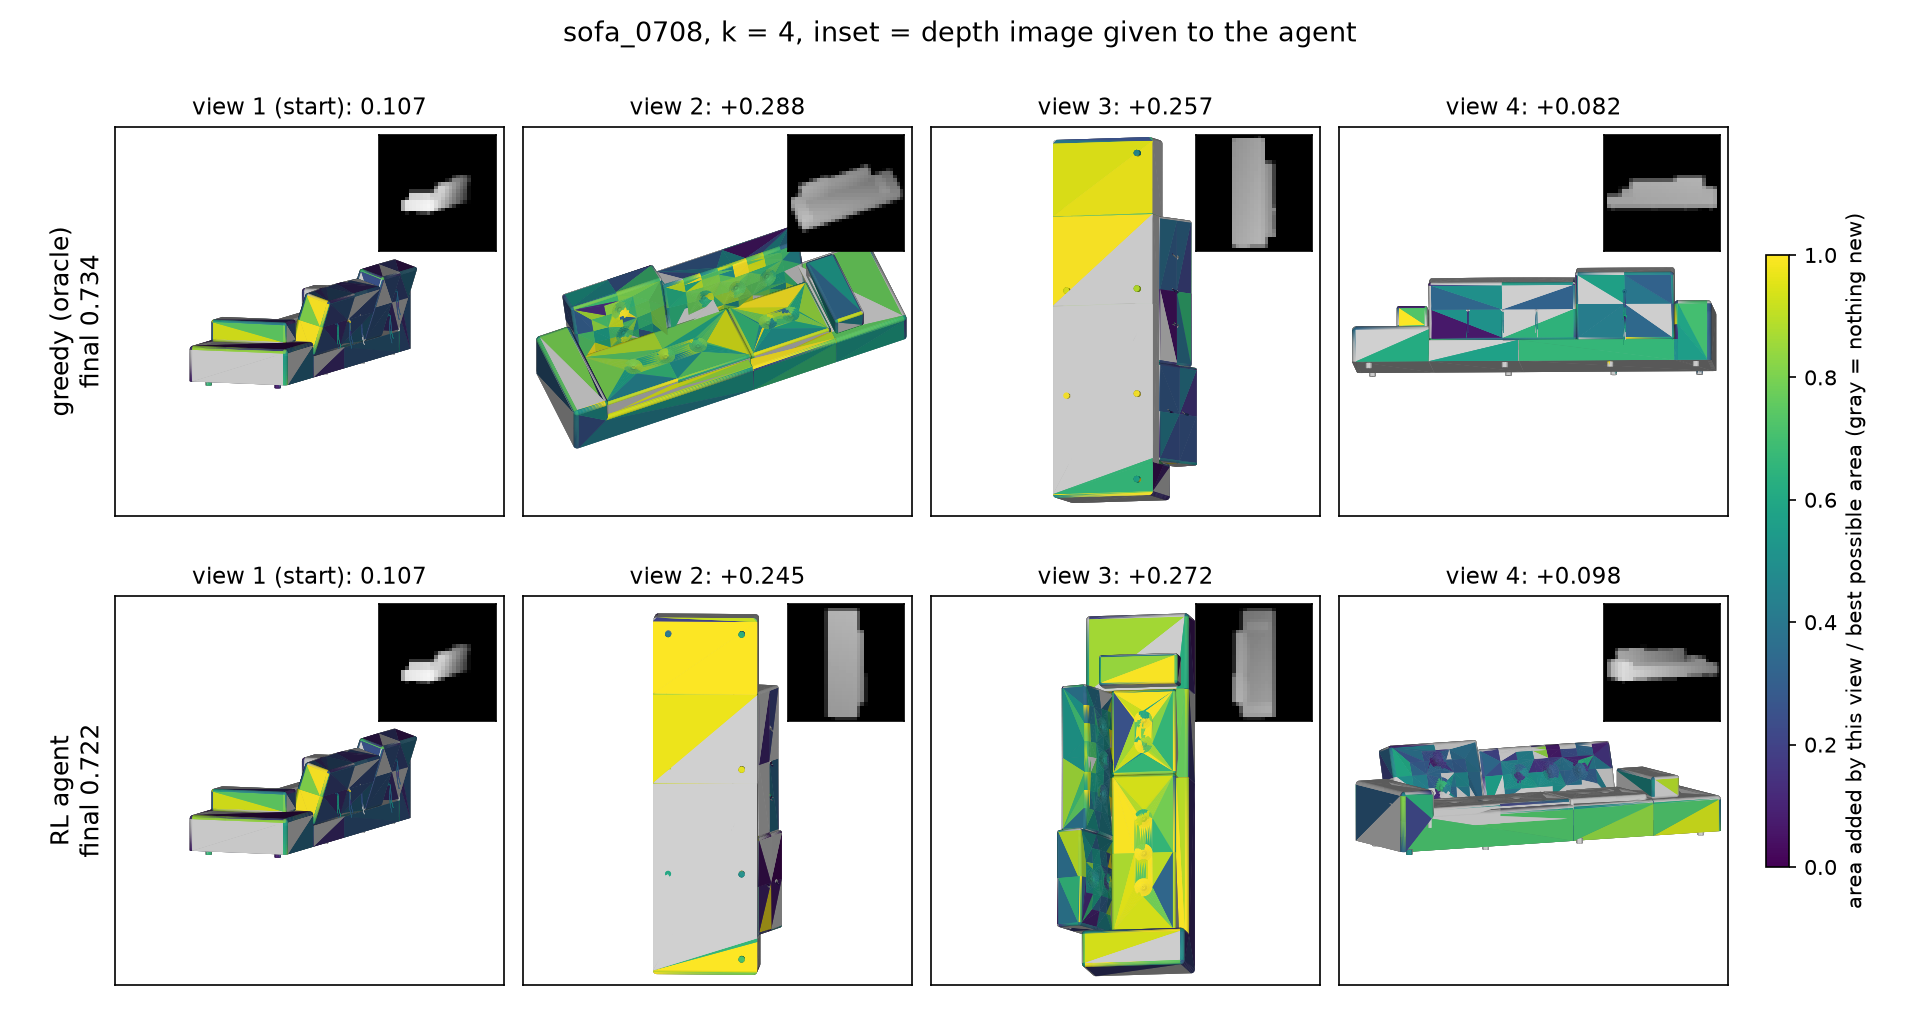 sofa_0708, k = 4, inset = depth image given to the agent
view 1 (start): 0.107
view 2: +0.288
view 3: +0.257
view 4: +0.082
greedy (oracle)
final 0.734
view 1 (start): 0.107
view 2: +0.245
view 3: +0.272
view 4: +0.098
RL agent
final 0.722
1.0
0.8
0.6
0.4
0.2
0.0
area added by this view / best possible area (gray = nothing new)